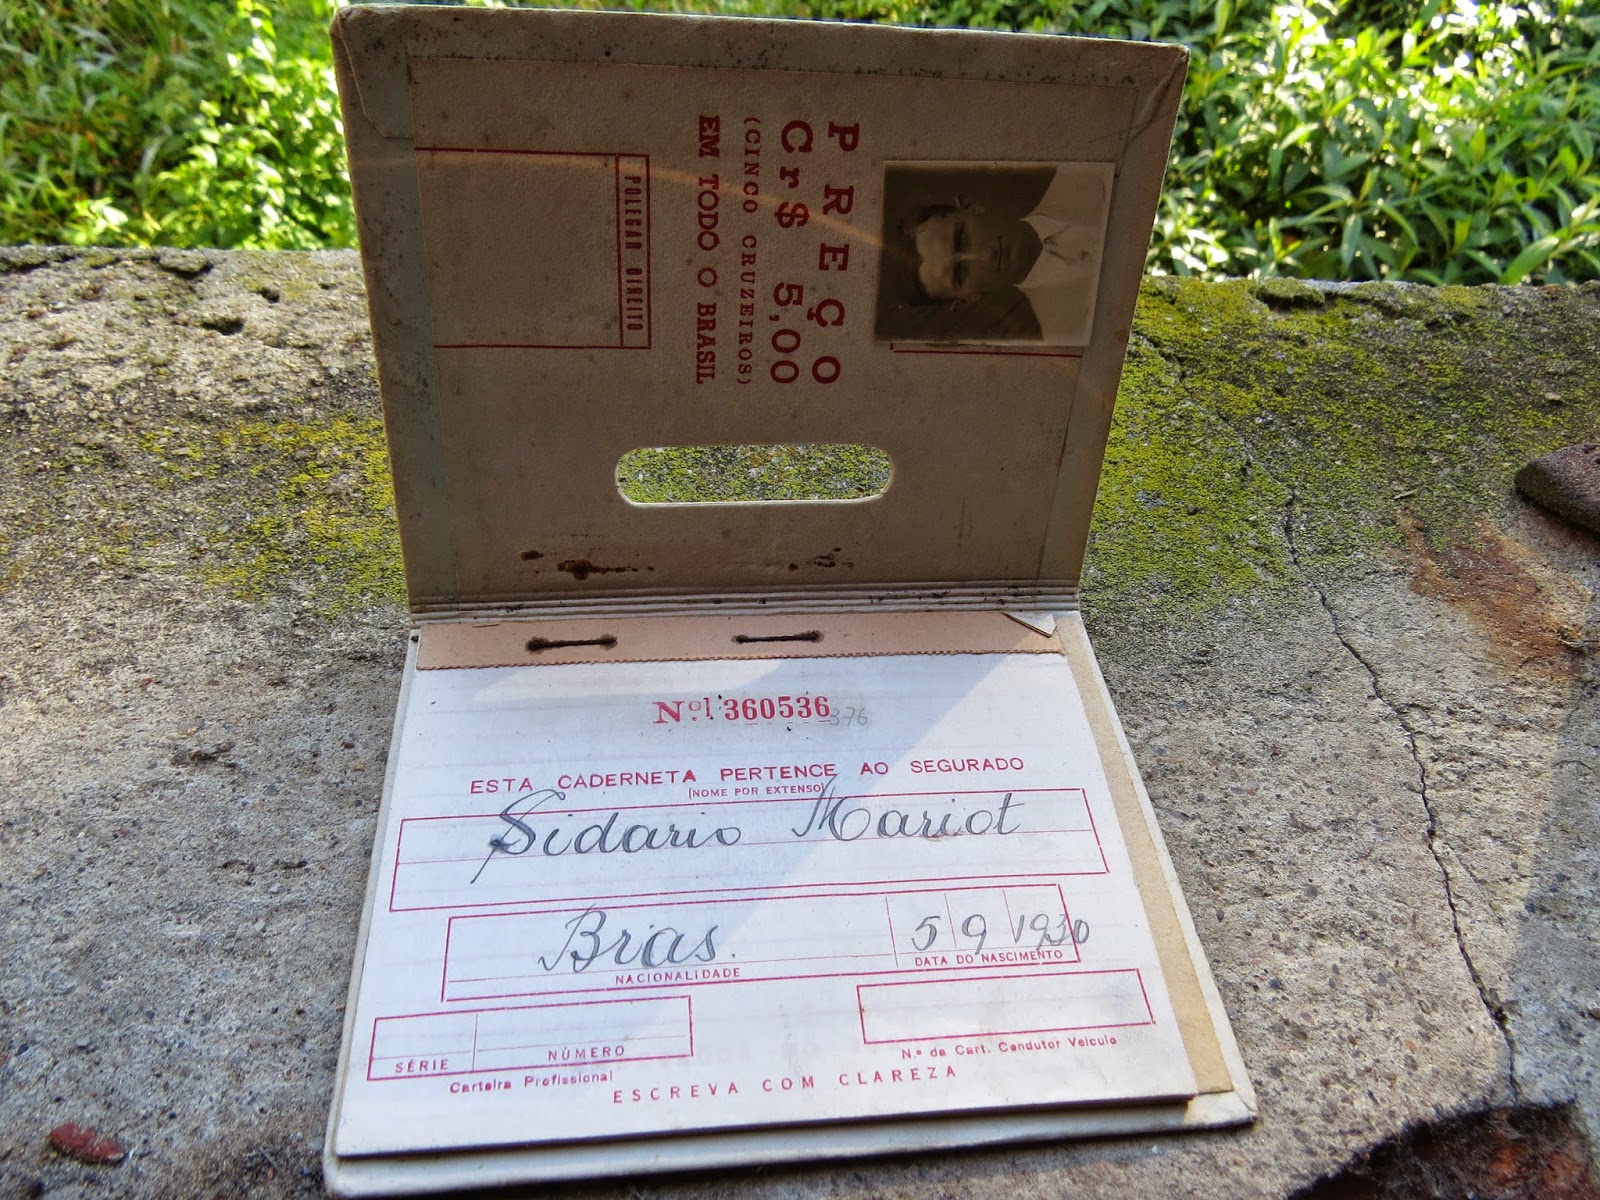 PREÇO
Cr$ 5,00
(CINCO CRUZEIROS)
EM TODO O BRASIL
POLEGAR DIREITO
Nº 1.360536
376
ESTA CADERNETA PERTENCE AO SEGURADO
(NOME POR EXTENSO)
Sidario Mariot
Bras. 5 9 1930
NACIONALIDADE DATA DO NASCIMENTO
SÉRIE NÚMERO
Carteira Profissional
N.º da Cart. Condutor Veiculo
ESCREVA COM CLAREZA